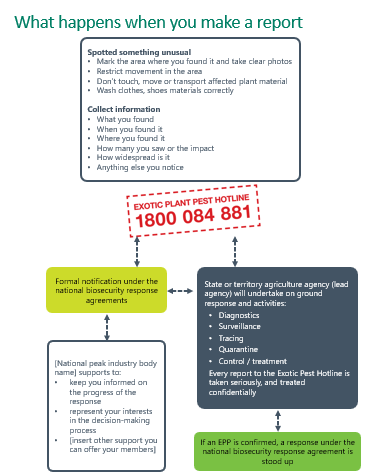 What happens when you make a report
Spotted something unusual
• Mark the area where you found it and take clear photos
• Restrict movement in the area
• Don't touch, move or transport affected plant material
• Wash clothes, shoes materials correctly
Collect information
• What you found
• When you found it
• Where you found it
• How many you saw or the impact
• How widespread is it
• Anything else you notice
EXOTIC PLANT PEST HOTLINE
1800 084 881
Formal notification under the
national biosecurity response
agreements
State or territory agriculture agency (lead
agency) will undertake on ground
response and activities:
• Diagnostics
• Surveillance
• Tracing
• Quarantine
• Control / treatment
Every report to the Exotic Pest Hotline is
taken seriously, and treated
confidentially
[National peak industry body
name] supports to:
• keep you informed on
the progress of the
response
• represent your interests
in the decision-making
process
• [insert other support you
can offer your members]
If an EPP is confirmed, a response under the
national biosecurity response agreement is
stood up